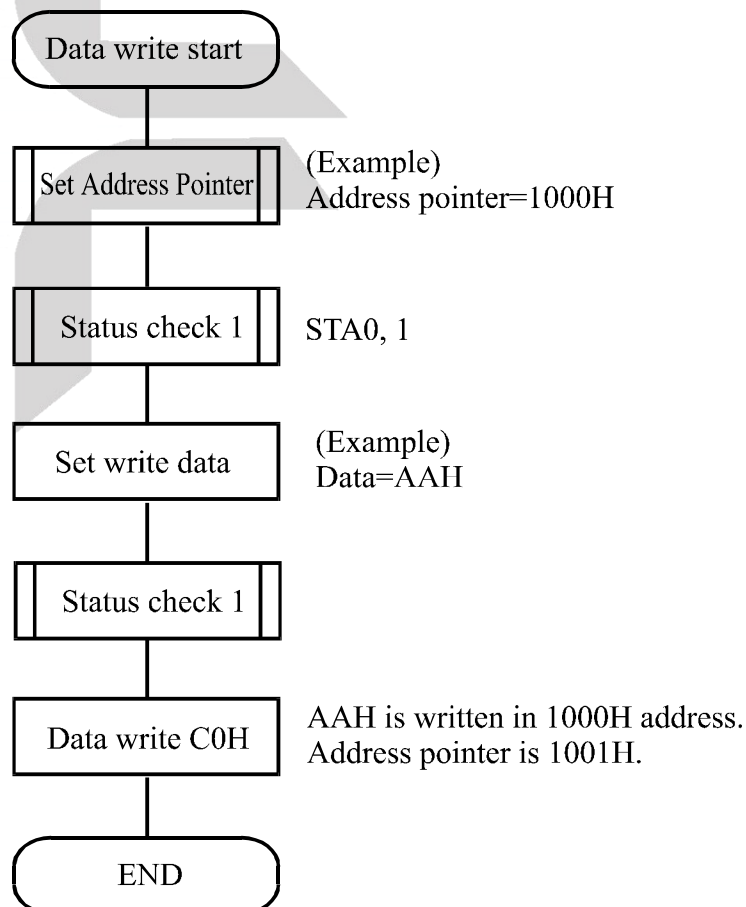 Data write start
Set Address Pointer
(Example)
Address pointer=1000H
Status check 1
STA0, 1
Set write data
(Example)
Data=AAH
Status check 1
Data write C0H
AAH is written in 1000H address.
Address pointer is 1001H.
END